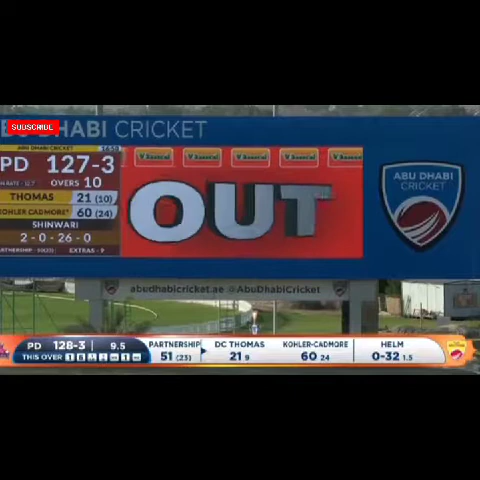 SUBSCRIBE
DHABI CRICKET
ABU DHABI CRICKET
PD 127-3
OVERS 10
THOMAS 21 (10)
KOHLER CADMORE* 60 (24)
SHINWARI
2 - 0 - 26 - 0
EXTRAS - 7
OUT
ABU DHABI
CRICKET
abudhabicricket.ae @AbuDhabiCricket
PD 128-3 9.5
THIS OVER
PARTNERSHIP
51 (23)
DC THOMAS
21 9
KOHLER-CADMORE
60 24
HELM
0-32 1.5